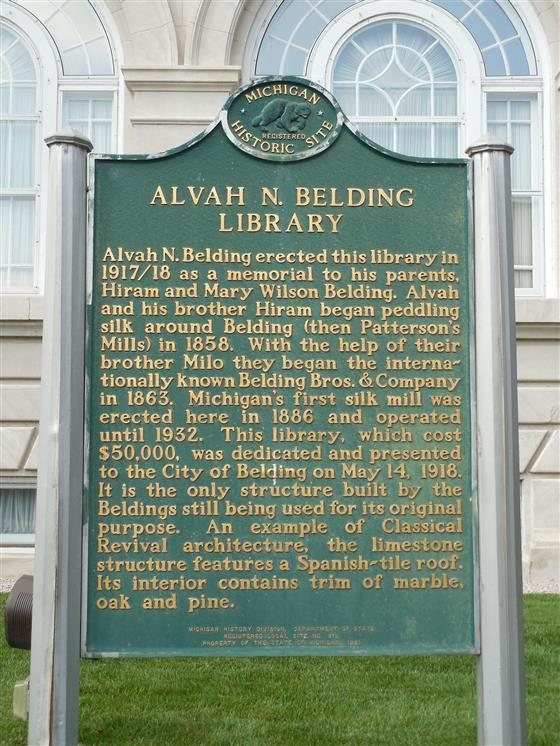 MICHIGAN
REGISTERED
HISTORIC SITE
ALVAH N. BELDING
LIBRARY
Alvah N. Belding erected this library in
1917/18 as a memorial to his parents,
Hiram and Mary Wilson Belding. Alvah
and his brother Hiram began peddling
silk around Belding (then Patterson's
Mills) in 1858. With the help of their
brother Milo they began the interna-
tionally known Belding Bros. & Company
in 1863. Michigan's first silk mill was
erected here in 1886 and operated
until 1932. This library, which cost
$50,000, was dedicated and presented
to the City of Belding on May 14, 1918.
It is the only structure built by the
Beldings still being used for its original
purpose. An example of Classical
Revival architecture, the limestone
structure features a Spanish-tile roof.
Its interior contains trim of marble,
oak and pine.
MICHIGAN HISTORY DIVISION, DEPARTMENT OF STATE
REGISTERED LOCAL SITE NO.
PROPERTY OF THE STATE OF MICHIGAN,